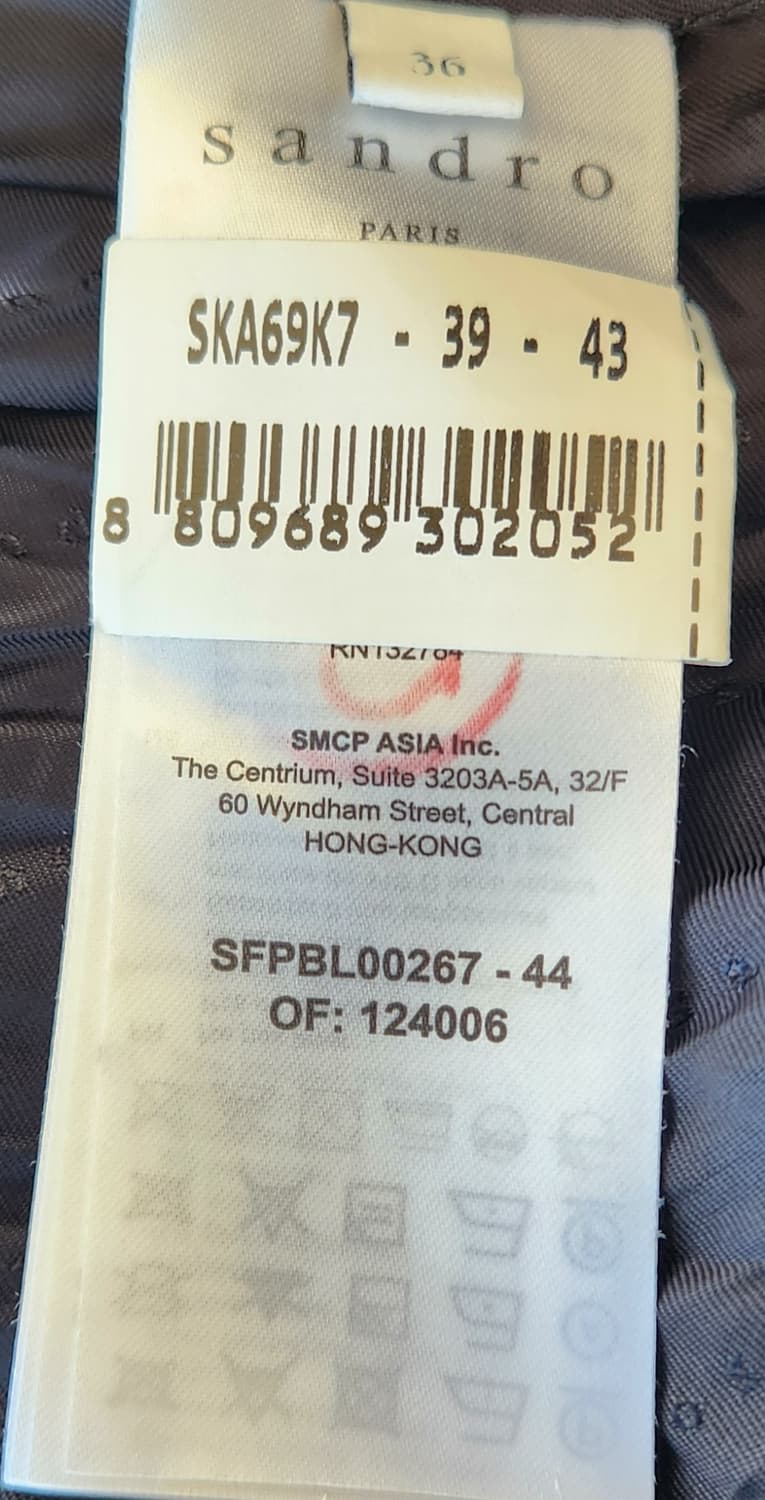 36
sandro
PARIS
SKA69K7 - 39 - 43
8 809689 302052
RN132784
SMCP ASIA Inc.
The Centrium, Suite 3203A-5A, 32/F
60 Wyndham Street, Central
HONG-KONG
SFPBL00267 - 44
OF: 124006